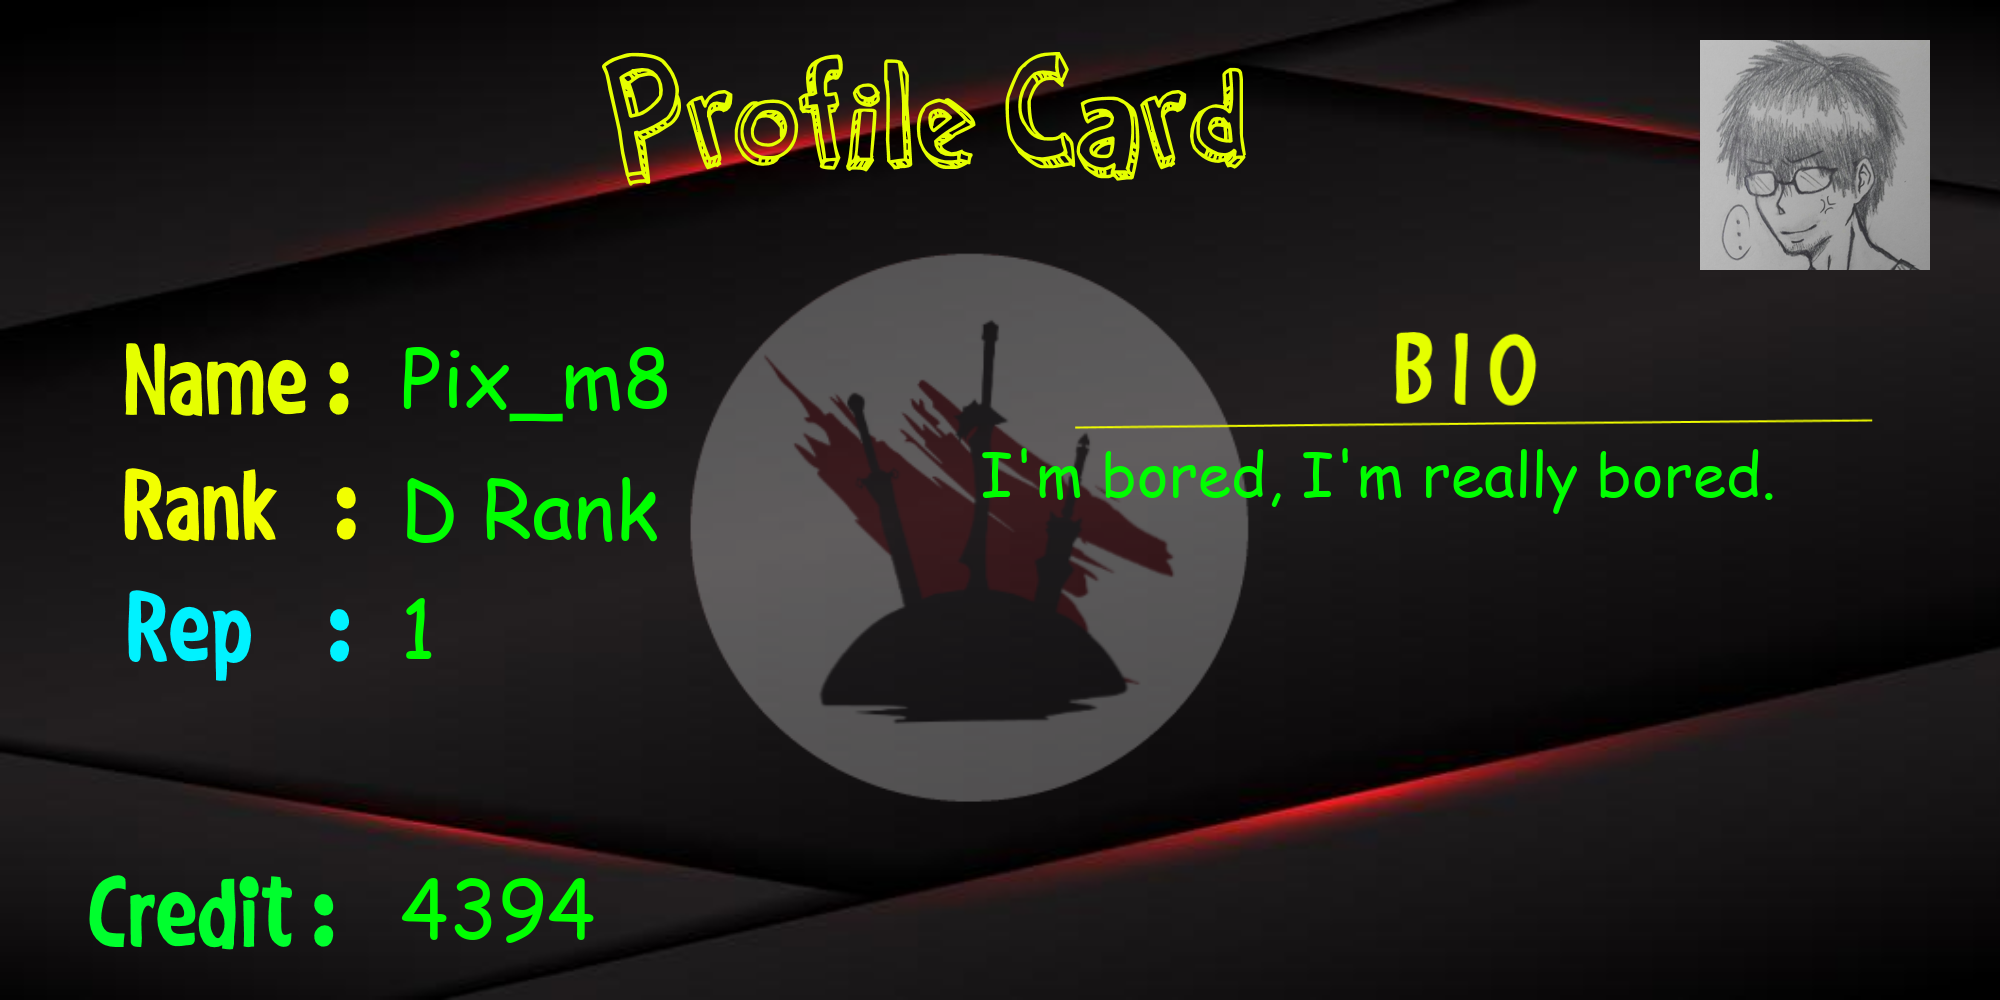 Profile Card
Name : Pix_m8
BIO
Rank : D Rank
I'm bored, I'm really bored.
Rep : 1
Credit : 4394